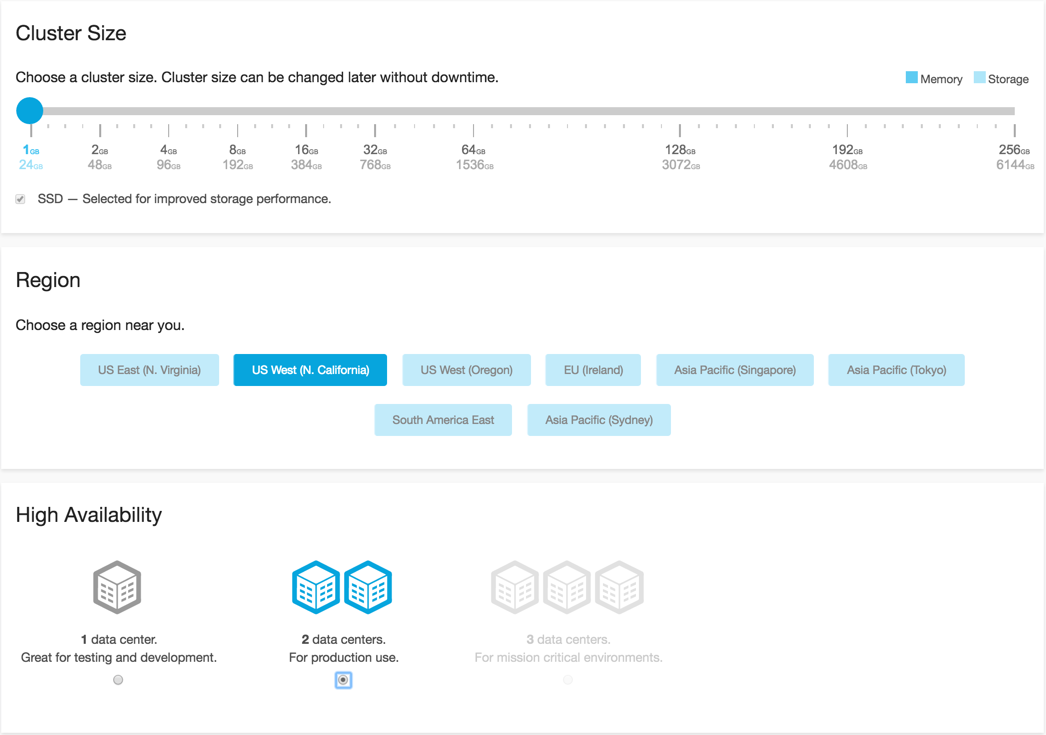 Cluster Size
Choose a cluster size. Cluster size can be changed later without downtime.
Memory Storage
1GB 2GB 4GB 8GB 16GB 32GB 64GB 128GB 192GB 256GB
24GB 48GB 96GB 192GB 384GB 768GB 1536GB 3072GB 4608GB 6144GB
SSD — Selected for improved storage performance.
Region
Choose a region near you.
US East (N. Virginia) US West (N. California) US West (Oregon) EU (Ireland) Asia Pacific (Singapore) Asia Pacific (Tokyo)
South America East Asia Pacific (Sydney)
High Availability
1 data center. 2 data centers. 3 data centers.
Great for testing and development. For production use. For mission critical environments.